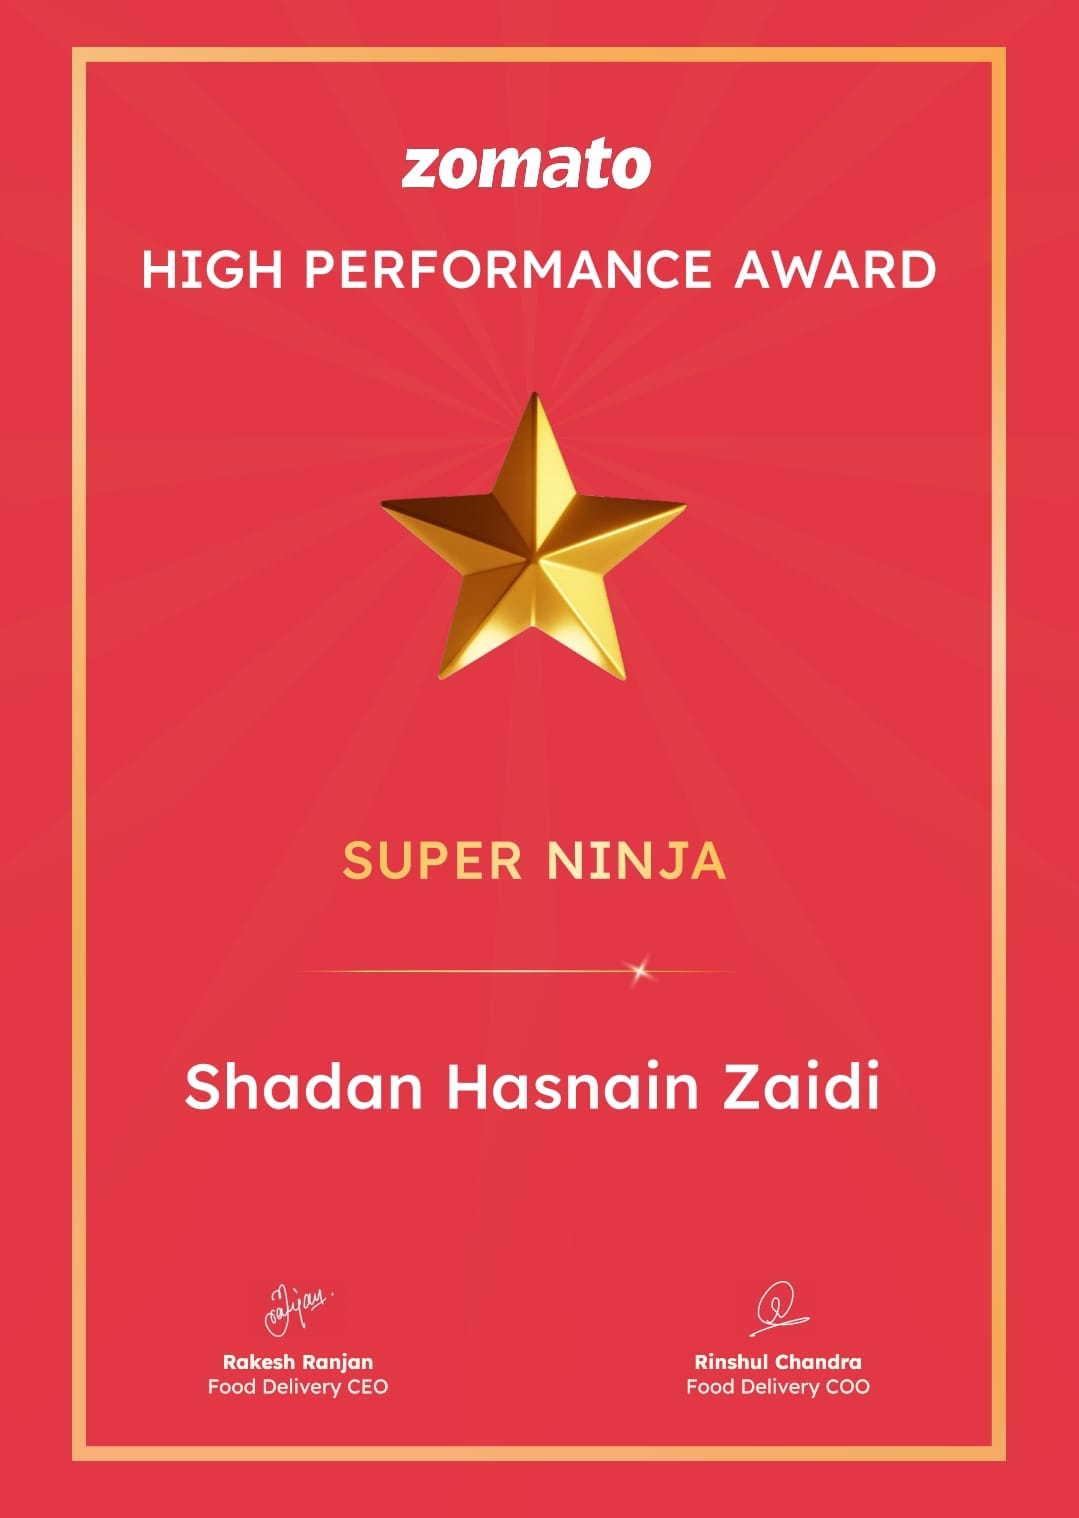 zomato
HIGH PERFORMANCE AWARD
SUPER NINJA
Shadan Hasnain Zaidi
Rakesh Ranjan
Food Delivery CEO
Rinshul Chandra
Food Delivery COO